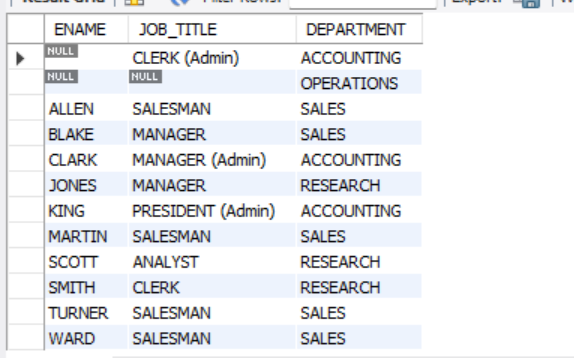 Result Grid Filter Rows: Export:
ENAME JOB_TITLE DEPARTMENT
NULL CLERK (Admin) ACCOUNTING
NULL NULL OPERATIONS
ALLEN SALESMAN SALES
BLAKE MANAGER SALES
CLARK MANAGER (Admin) ACCOUNTING
JONES MANAGER RESEARCH
KING PRESIDENT (Admin) ACCOUNTING
MARTIN SALESMAN SALES
SCOTT ANALYST RESEARCH
SMITH CLERK RESEARCH
TURNER SALESMAN SALES
WARD SALESMAN SALES